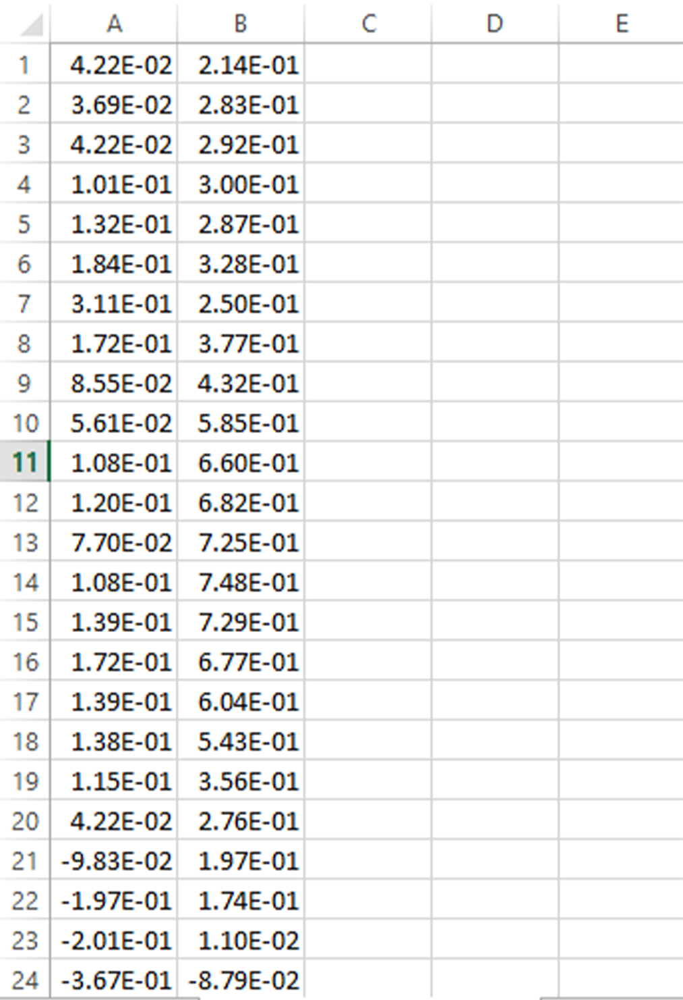 A B C D E
1 4.22E-02 2.14E-01
2 3.69E-02 2.83E-01
3 4.22E-02 2.92E-01
4 1.01E-01 3.00E-01
5 1.32E-01 2.87E-01
6 1.84E-01 3.28E-01
7 3.11E-01 2.50E-01
8 1.72E-01 3.77E-01
9 8.55E-02 4.32E-01
10 5.61E-02 5.85E-01
11 1.08E-01 6.60E-01
12 1.20E-01 6.82E-01
13 7.70E-02 7.25E-01
14 1.08E-01 7.48E-01
15 1.39E-01 7.29E-01
16 1.72E-01 6.77E-01
17 1.39E-01 6.04E-01
18 1.38E-01 5.43E-01
19 1.15E-01 3.56E-01
20 4.22E-02 2.76E-01
21 -9.83E-02 1.97E-01
22 -1.97E-01 1.74E-01
23 -2.01E-01 1.10E-02
24 -3.67E-01 -8.79E-02